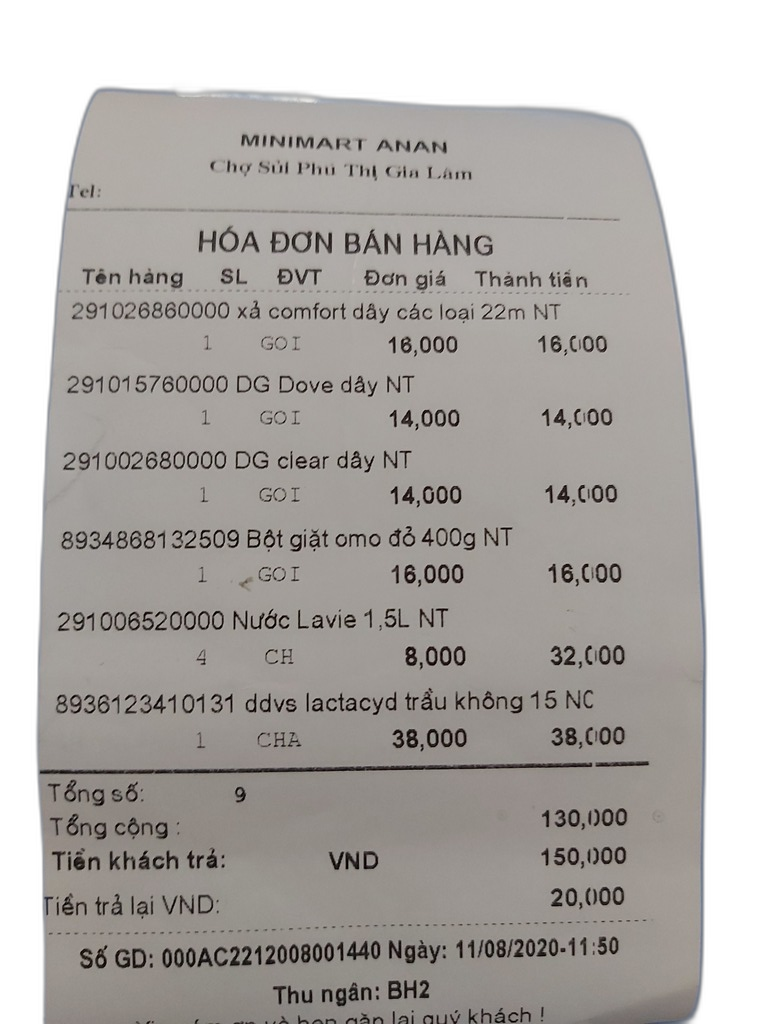 MINIMART ANAN
Chợ Sủi Phú Thị Gia Lâm
Tel:
HÓA ĐƠN BÁN HÀNG
Tên hàng SL ĐVT Đơn giá Thành tiền
291026860000 xả comfort dây các loại 22m NT
1 GOI 16,000 16,000
291015760000 DG Dove dây NT
1 GOI 14,000 14,000
291002680000 DG clear dây NT
1 GOI 14,000 14,000
8934868132509 Bột giặt omo đỏ 400g NT
1 GOI 16,000 16,000
291006520000 Nước Lavie 1,5L NT
4 CH 8,000 32,000
8936123410131 ddvs lactacyd trầu không 15 NC
1 CHA 38,000 38,000
Tổng số: 9
Tổng cộng : 130,000
Tiền khách trả: VND 150,000
Tiền trả lại VND: 20,000
Số GD: 000AC2212008001440 Ngày: 11/08/2020-11:50
Thu ngân: BH2
và hẹn gặp lại quý khách !